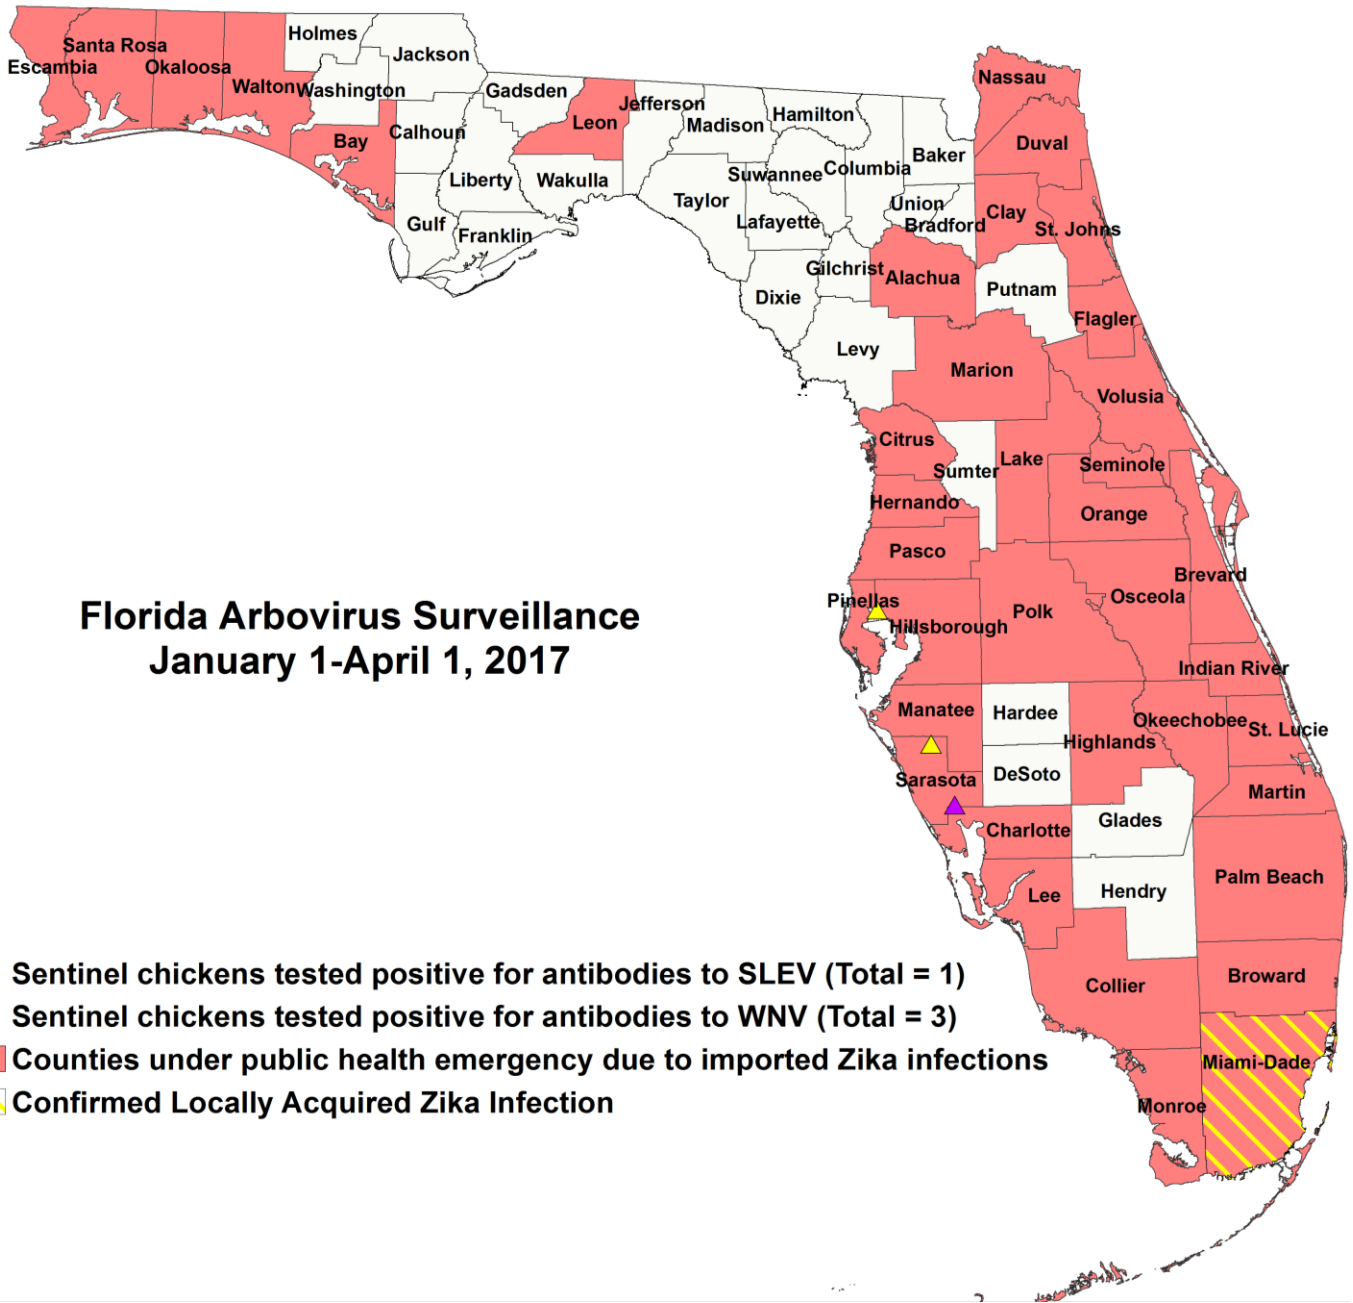 Holmes
Jackson
Santa Rosa
Escambia
Okaloosa
Walton
Washington
Gadsden
Jefferson
Leon
Madison
Hamilton
Nassau
Bay
Calhoun
Duval
Baker
Liberty
Wakulla
Suwannee
Columbia
Taylor
Union
Clay
Gulf
Franklin
Lafayette
Bradford
St. Johns
Gilchrist
Alachua
Dixie
Putnam
Flagler
Levy
Marion
Volusia
Citrus
Sumter
Lake
Seminole
Hernando
Orange
Pasco
Brevard
Pinellas
Polk
Osceola
Hillsborough
Florida Arbovirus Surveillance
January 1-April 1, 2017
Indian River
Manatee
Hardee
Okeechobee
St. Lucie
Highlands
Sarasota
DeSoto
Martin
Charlotte
Glades
Palm Beach
Lee
Hendry
Collier
Broward
Miami-Dade
Monroe
Sentinel chickens tested positive for antibodies to SLEV (Total = 1)
Sentinel chickens tested positive for antibodies to WNV (Total = 3)
Counties under public health emergency due to imported Zika infections
Confirmed Locally Acquired Zika Infection